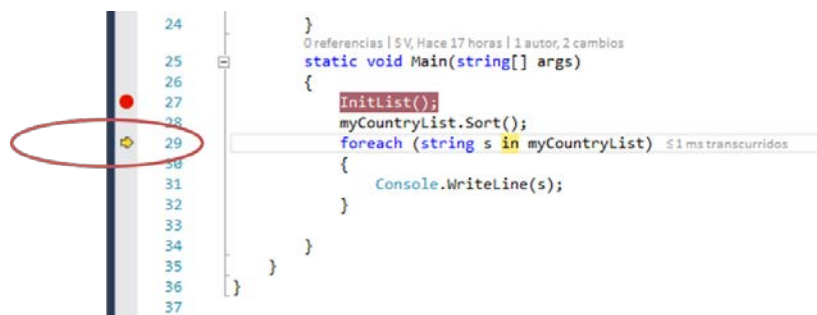 24 }
0 referencias | 5 V, Hace 17 horas | 1 autor, 2 cambios
25 static void Main(string[] args)
26 {
27 InitList();
28 myCountryList.Sort();
29 foreach (string s in myCountryList) ≤ 1 ms transcurridos
30 {
31 Console.WriteLine(s);
32 }
33
34 }
35 }
36 }
37